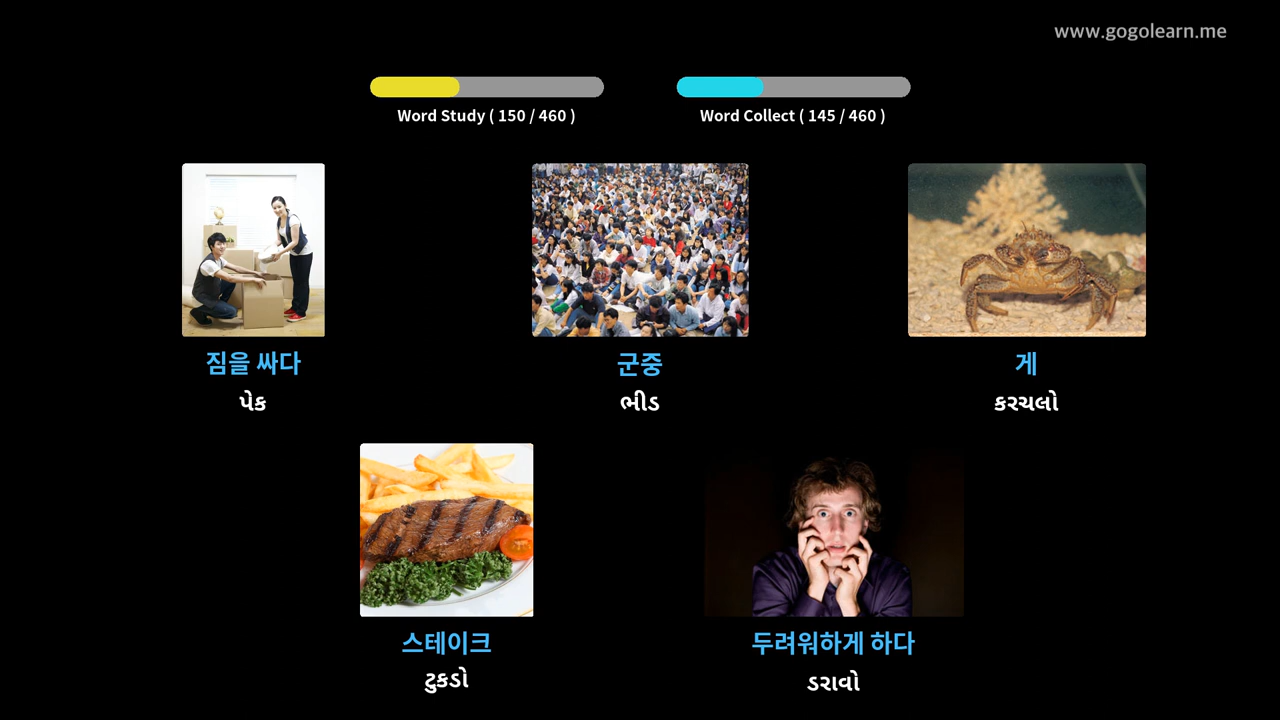 www.gogolearn.me
Word Study ( 150 / 460 )
Word Collect ( 145 / 460 )
짐을 싸다
પેક
군중
ભીડ
게
કરચલો
스테이크
ટુકડો
두려워하게 하다
ડરાવો